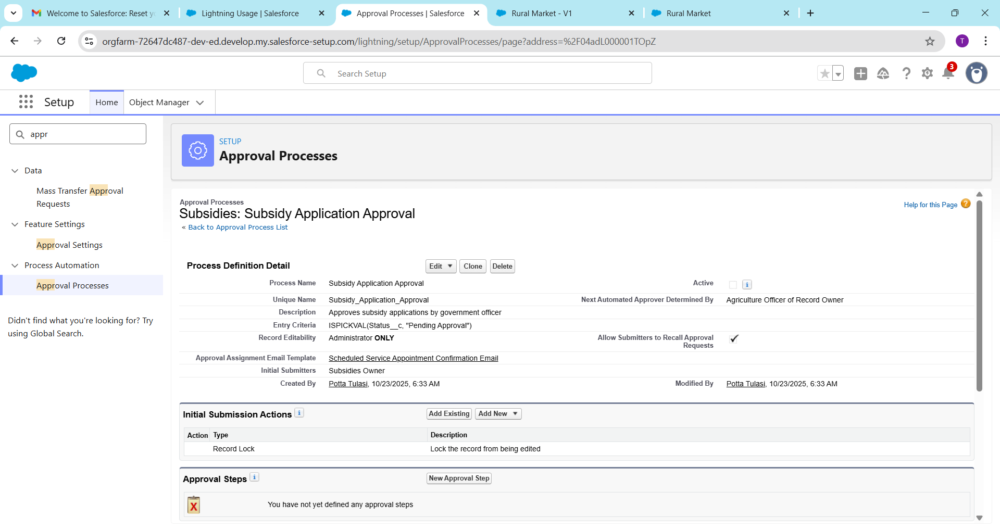 Welcome to Salesforce: Reset yo
Lightning Usage | Salesforce
Approval Processes | Salesforce
Rural Market - V1
Rural Market
orgfarm-72647dc487-dev-ed.develop.my.salesforce-setup.com/lightning/setup/ApprovalProcesses/page?address=%2F04adL000001TOpZ
T
Search Setup
3
Setup
Home
Object Manager
appr
Data
Mass Transfer Approval
Requests
Feature Settings
Approval Settings
Process Automation
Approval Processes
Didn't find what you're looking for? Try
using Global Search.
SETUP
Approval Processes
Approval Processes
Subsidies: Subsidy Application Approval
« Back to Approval Process List
Help for this Page ?
Process Definition Detail
Edit
Clone
Delete
Process Name Subsidy Application Approval Active i
Unique Name Subsidy_Application_Approval Next Automated Approver Determined By Agriculture Officer of Record Owner
Description Approves subsidy applications by government officer
Entry Criteria ISPICKVAL(Status__c, "Pending Approval")
Record Editability Administrator ONLY Allow Submitters to Recall Approval
Requests
Approval Assignment Email Template Scheduled Service Appointment Confirmation Email
Initial Submitters Subsidies Owner
Created By Potta Tulasi, 10/23/2025, 6:33 AM Modified By Potta Tulasi, 10/23/2025, 6:33 AM
Initial Submission Actions i
Add Existing
Add New
Action Type Description
Record Lock Lock the record from being edited
Approval Steps i
New Approval Step
X You have not yet defined any approval steps